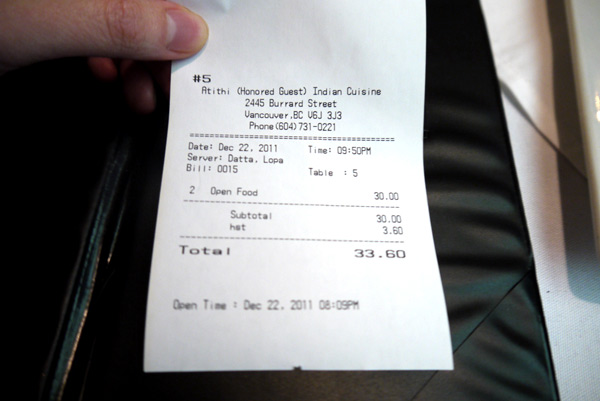 #5
Atithi (Honored Guest) Indian Cuisine
2445 Burrard Street
Vancouver,BC V6J 3J3
Phone(604)731-0221
========================================
Date: Dec 22, 2011 Time: 09:50PM
Server: Datta, Lopa
Bill: 0015 Table : 5
2 Open Food 30.00
----------------------------------------
Subtotal 30.00
hst 3.60
----------------------------------------
Total 33.60
Open Time : Dec 22, 2011 08:09PM